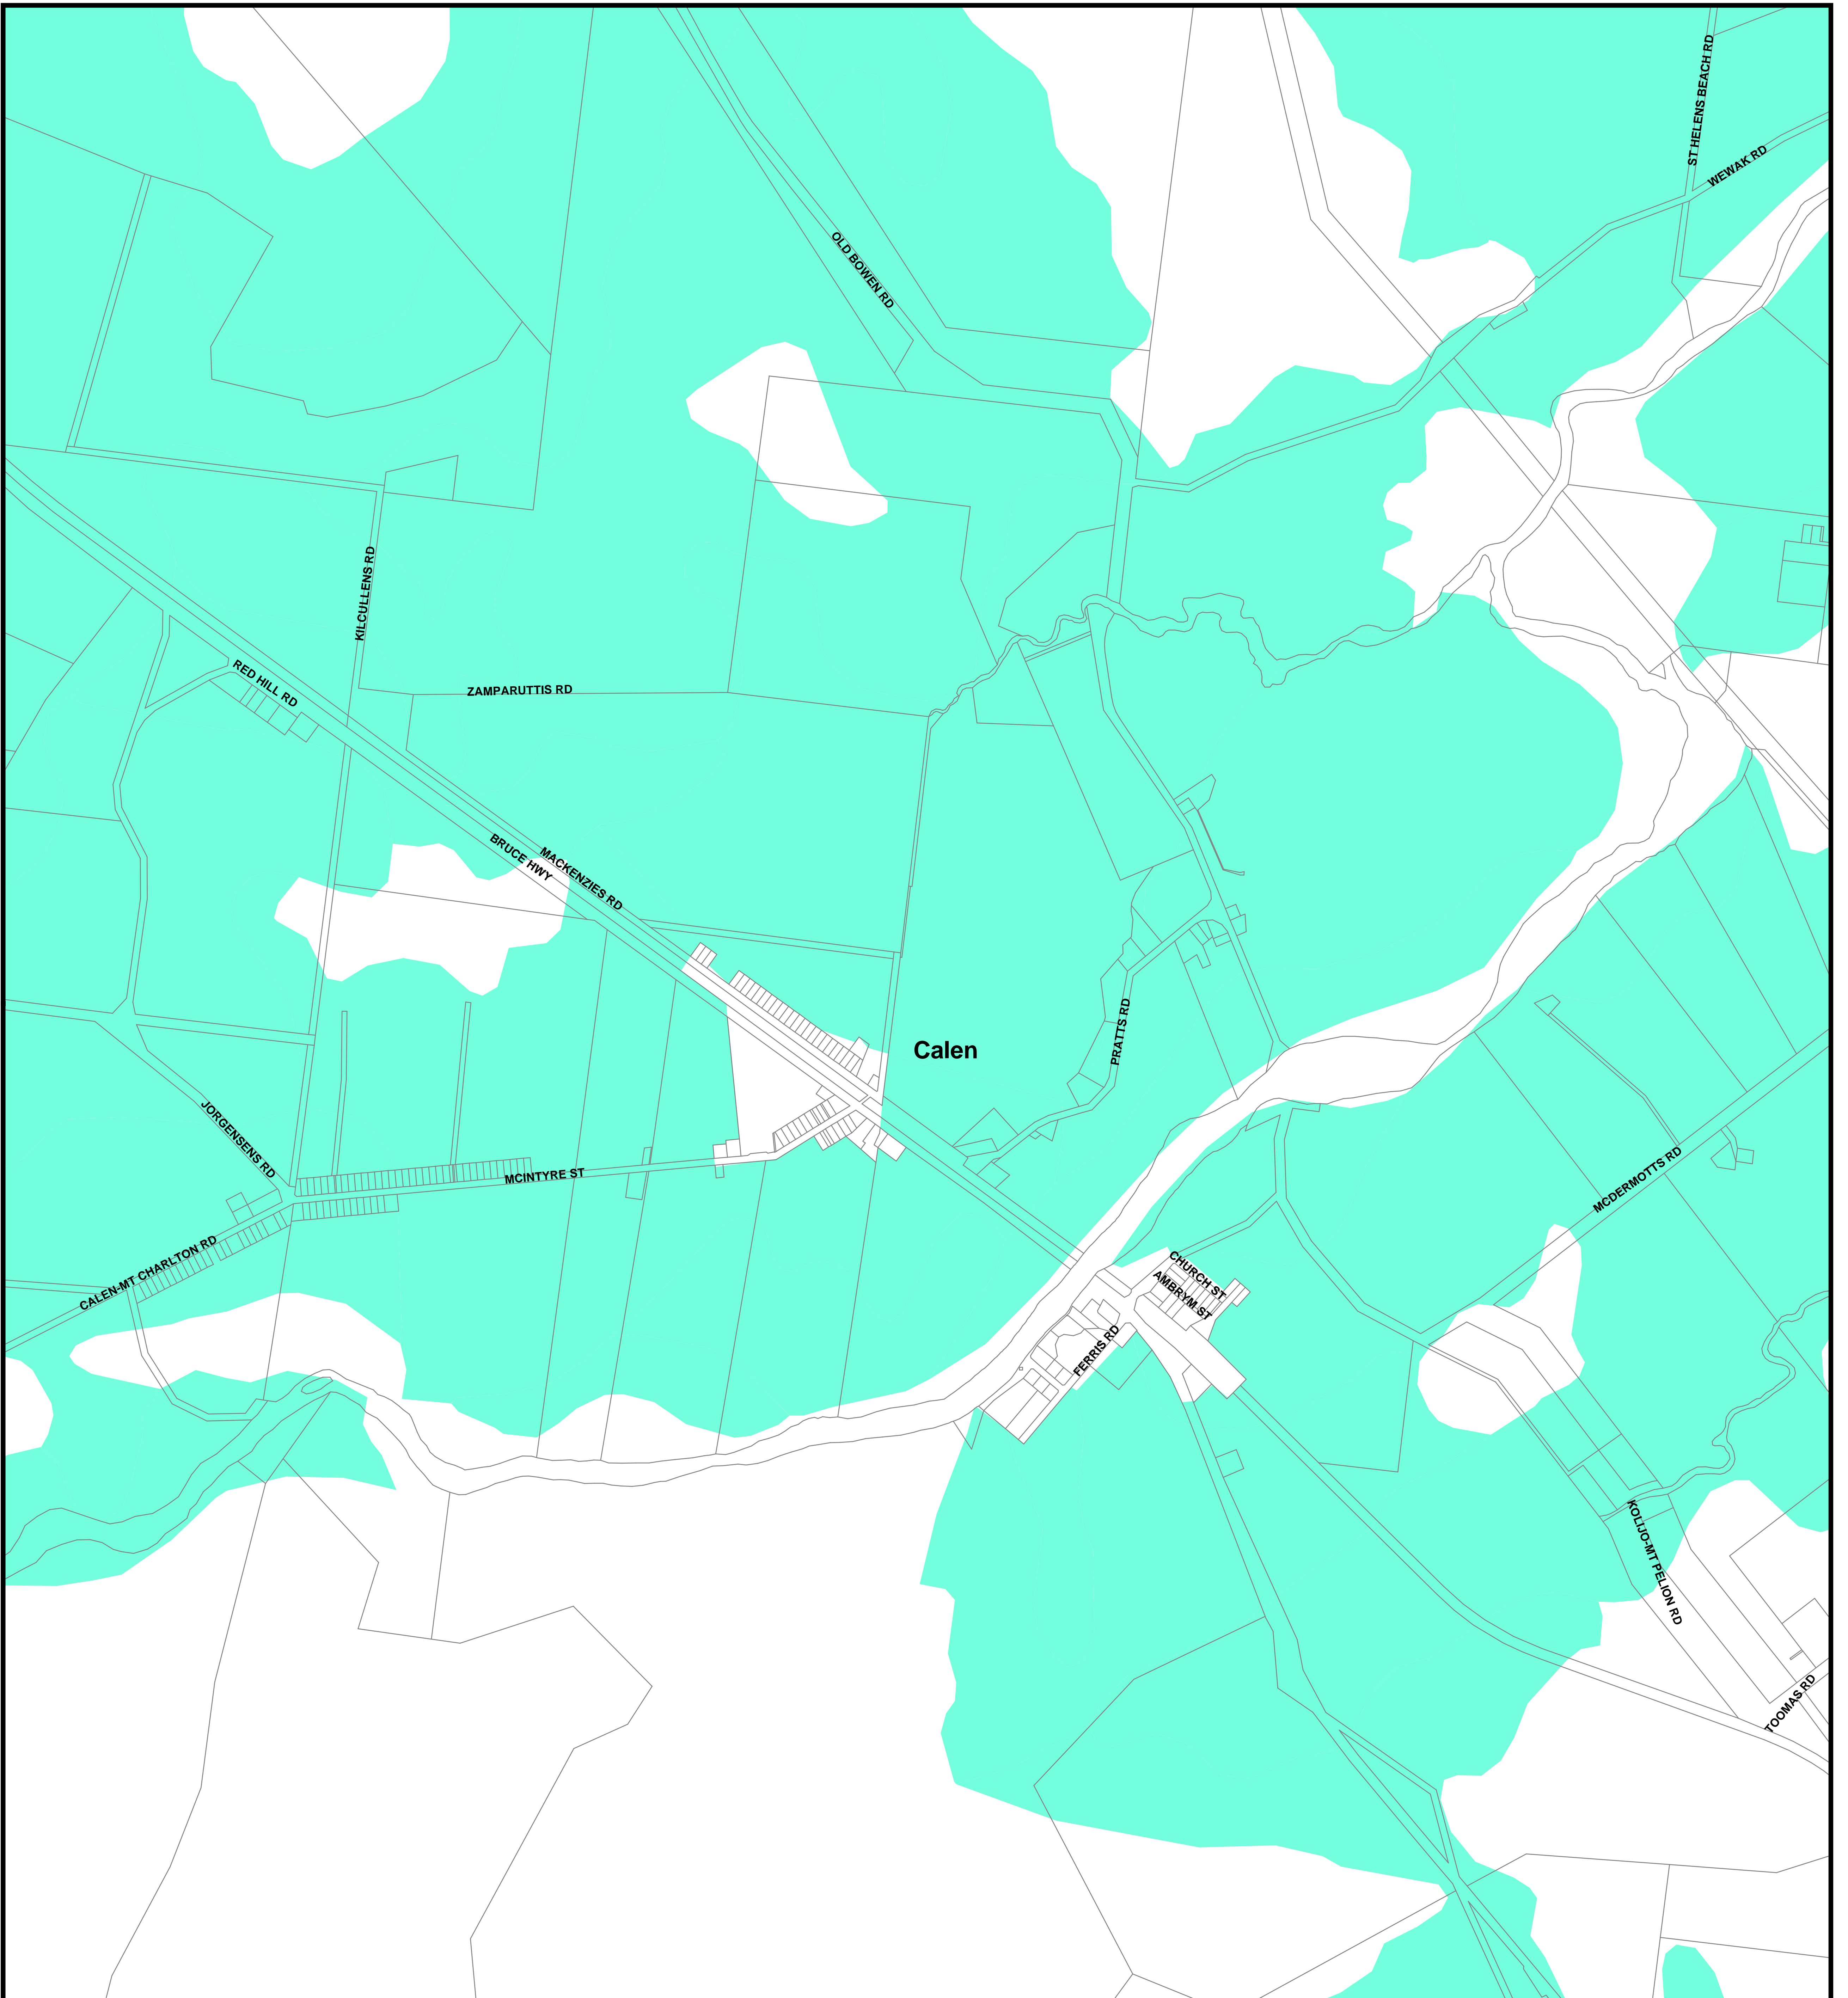 ST HELENS BEACH RD
WEWAK RD
OLD BOWEN RD
KILCULLENS RD
RED HILL RD
ZAMPARUTTIS RD
BRUCE HWY
MACKENZIES RD
Calen
PRATTS RD
JORGENSENS RD
MCINTYRE ST
MCDERMOTTS RD
CALEN-MT CHARLTON RD
CHURCH ST
AMBRYM ST
FERRIS RD
KOLIJO-MT PELION RD
TOOMAS RD